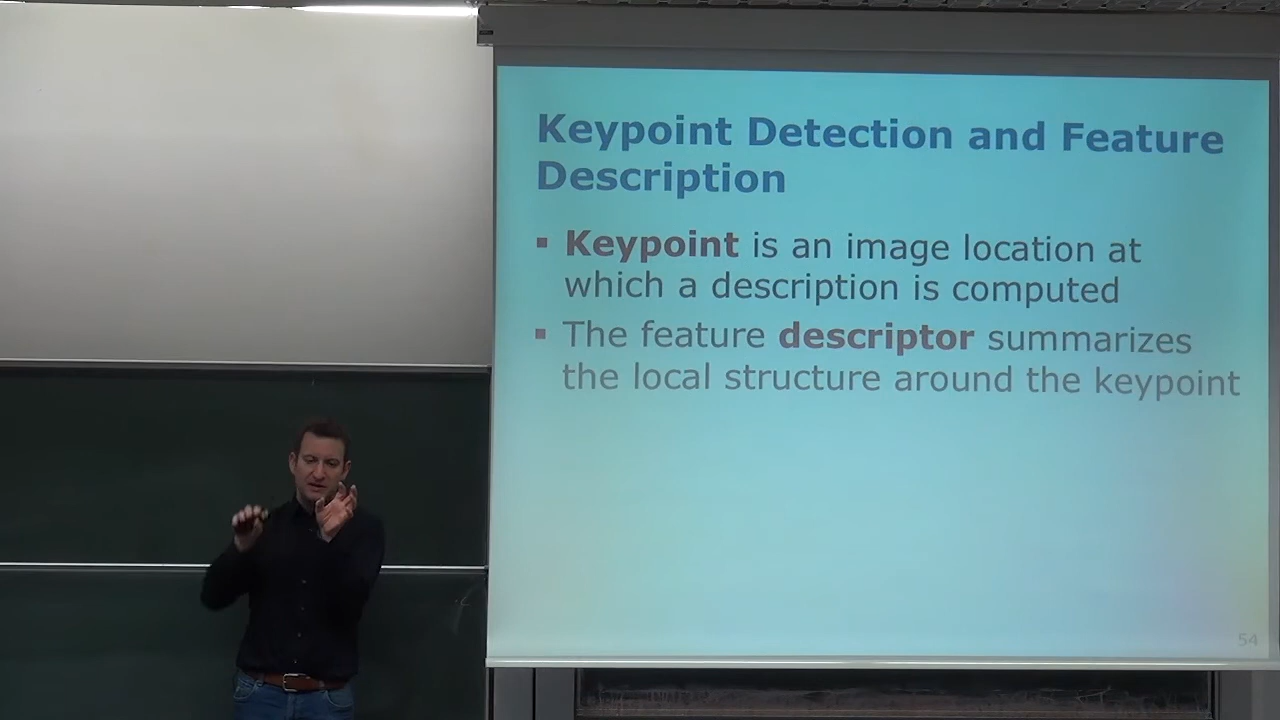 Keypoint Detection and Feature
Description
▪ Keypoint is an image location at
which a description is computed
▪ The feature descriptor summarizes
the local structure around the keypoint
54